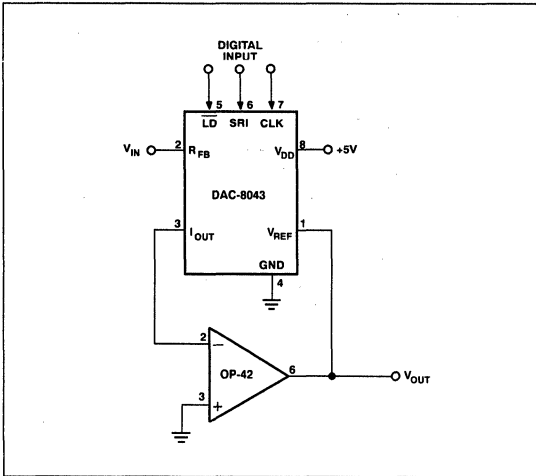 DIGITAL
INPUT
5 6 7
LD SRI CLK
VIN 2 RFB VDD 8 +5V
DAC-8043
3 IOUT VREF 1
GND
4
2 −
OP-42 6 VOUT
3 +